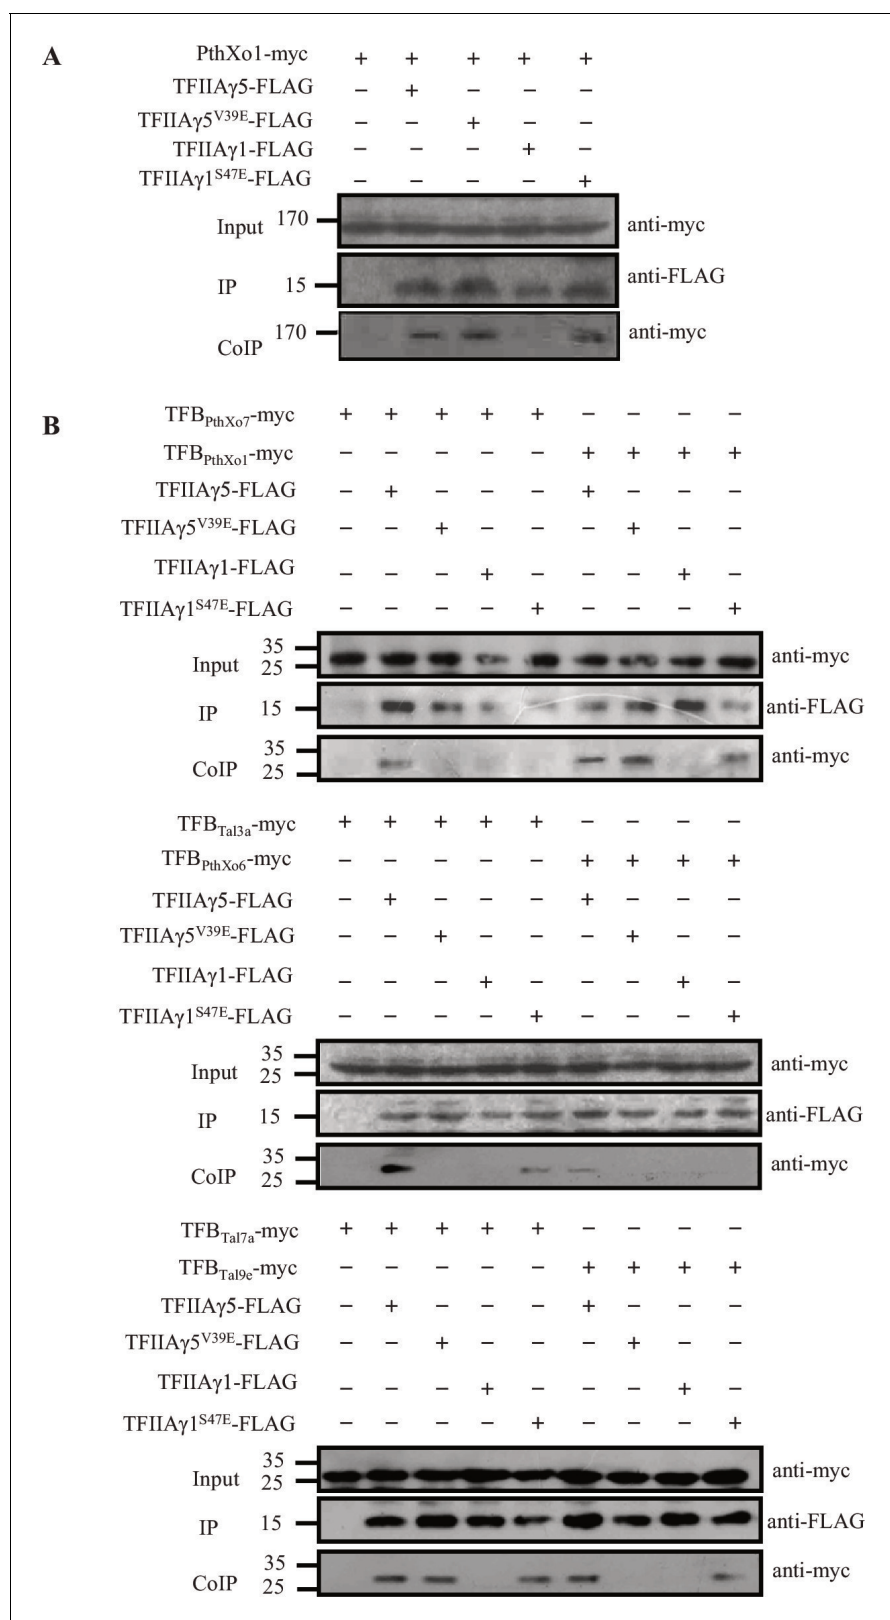 A
PthXo1-myc + + + + +
TFIIAγ5-FLAG – + – – –
TFIIAγ5V39E-FLAG – – + – –
TFIIAγ1-FLAG – – – + –
TFIIAγ1S47E-FLAG – – – – +
Input 170 anti-myc
IP 15 anti-FLAG
CoIP 170 anti-myc
B
TFBPthXo7-myc + + + + + – – – –
TFBPthXo1-myc – – – – – + + + +
TFIIAγ5-FLAG – + – – – + – – –
TFIIAγ5V39E-FLAG – – + – – – + – –
TFIIAγ1-FLAG – – – + – – – + –
TFIIAγ1S47E-FLAG – – – – + – – – +
Input 35 25 anti-myc
IP 15 anti-FLAG
CoIP 35 25 anti-myc
TFBTal3a-myc + + + + + – – – –
TFBPthXo6-myc – – – – – + + + +
TFIIAγ5-FLAG – + – – – + – – –
TFIIAγ5V39E-FLAG – – + – – – + – –
TFIIAγ1-FLAG – – – + – – – + –
TFIIAγ1S47E-FLAG – – – – + – – – +
Input 35 25 anti-myc
IP 15 anti-FLAG
CoIP 35 25 anti-myc
TFBTal7a-myc + + + + + – – – –
TFBTal9e-myc – – – – – + + + +
TFIIAγ5-FLAG – + – – – + – – –
TFIIAγ5V39E-FLAG – – + – – – + – –
TFIIAγ1-FLAG – – – + – – – + –
TFIIAγ1S47E-FLAG – – – – + – – – +
Input 35 25 anti-myc
IP 15 anti-FLAG
CoIP 35 25 anti-myc